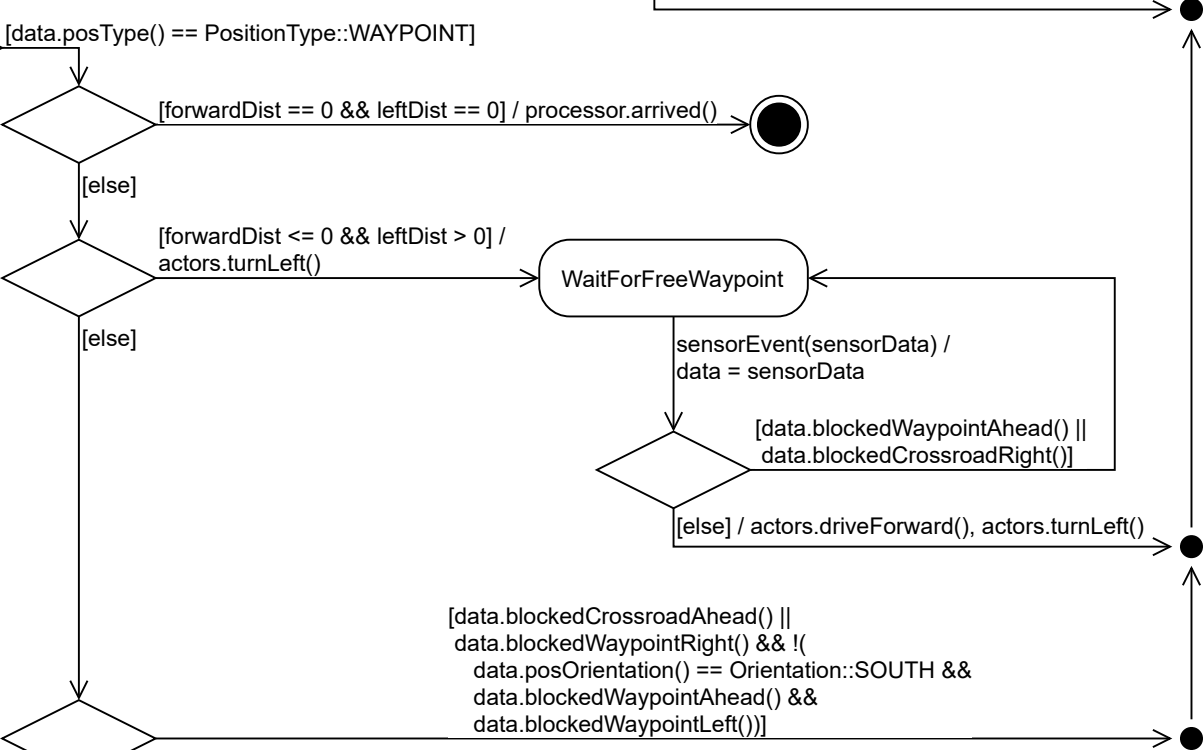 [data.posType() == PositionType::WAYPOINT]
[forwardDist == 0 && leftDist == 0] / processor.arrived()
[else]
[forwardDist <= 0 && leftDist > 0] /
actors.turnLeft()
WaitForFreeWaypoint
[else]
sensorEvent(sensorData) /
data = sensorData
[data.blockedWaypointAhead() ||
data.blockedCrossroadRight()]
[else] / actors.driveForward(), actors.turnLeft()
[data.blockedCrossroadAhead() ||
data.blockedWaypointRight() && !(
data.posOrientation() == Orientation::SOUTH &&
data.blockedWaypointAhead() &&
data.blockedWaypointLeft())]